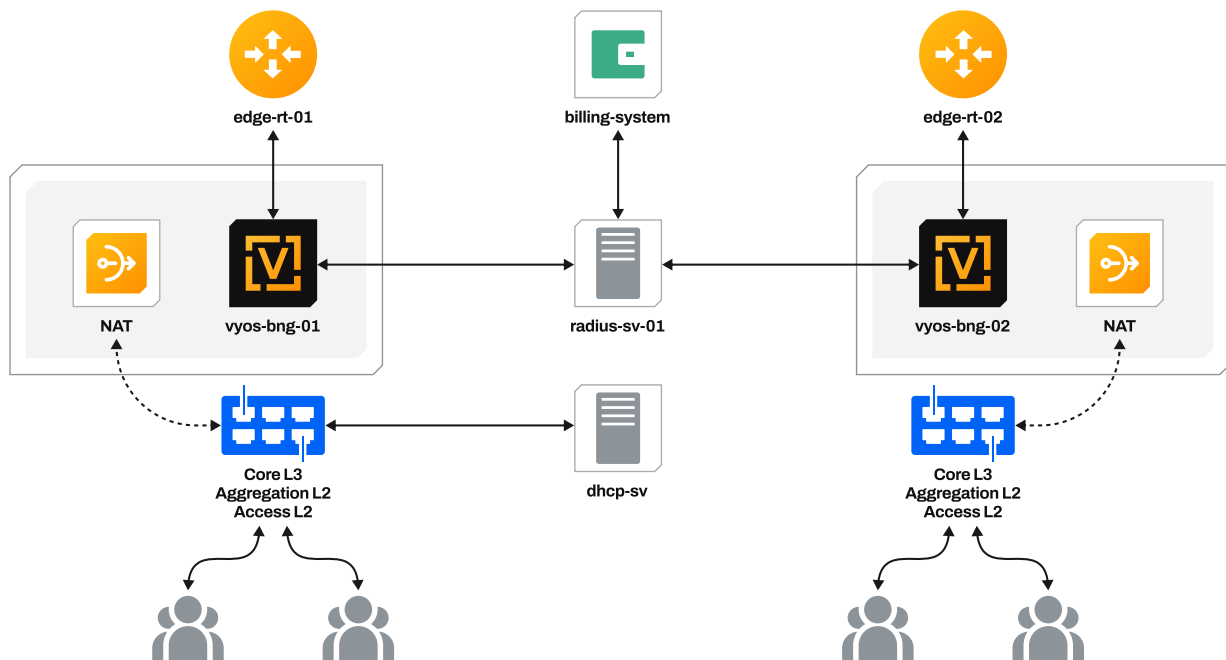 edge-rt-01
billing-system
edge-rt-02
NAT
vyos-bng-01
radius-sv-01
vyos-bng-02
NAT
Core L3
Aggregation L2
Access L2
dhcp-sv
Core L3
Aggregation L2
Access L2